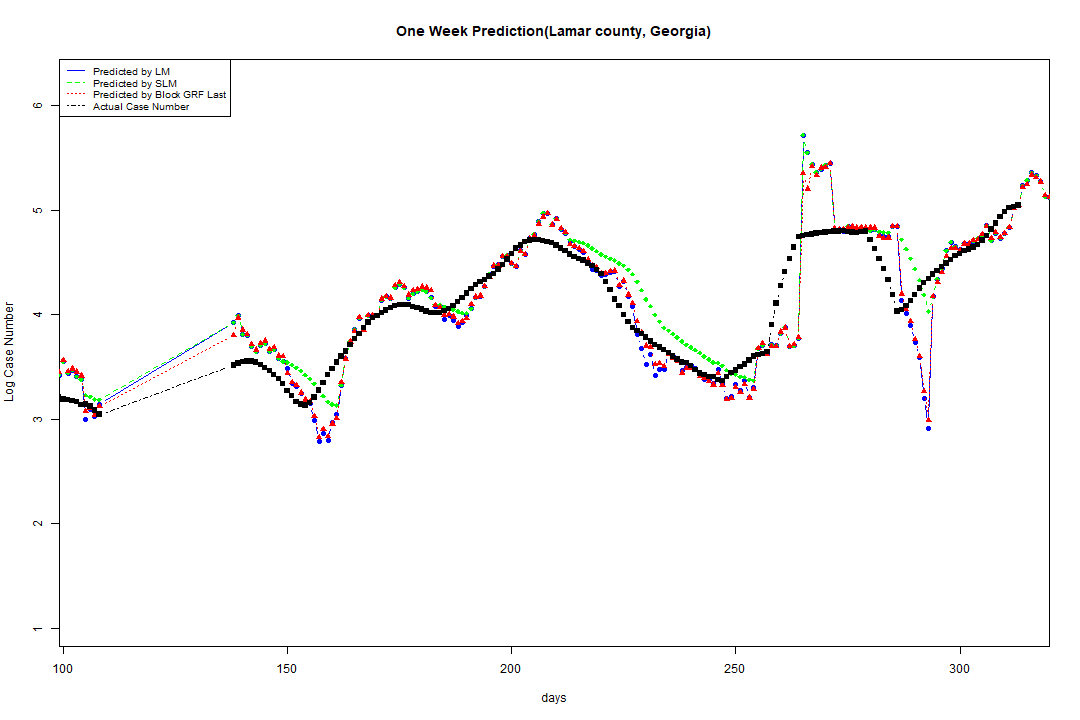 One Week Prediction(Lamar county, Georgia)
Predicted by LM
Predicted by SLM
Predicted by Block GRF Last
Actual Case Number
6
5
4
3
2
1
Log Case Number
100 150 200 250 300
days